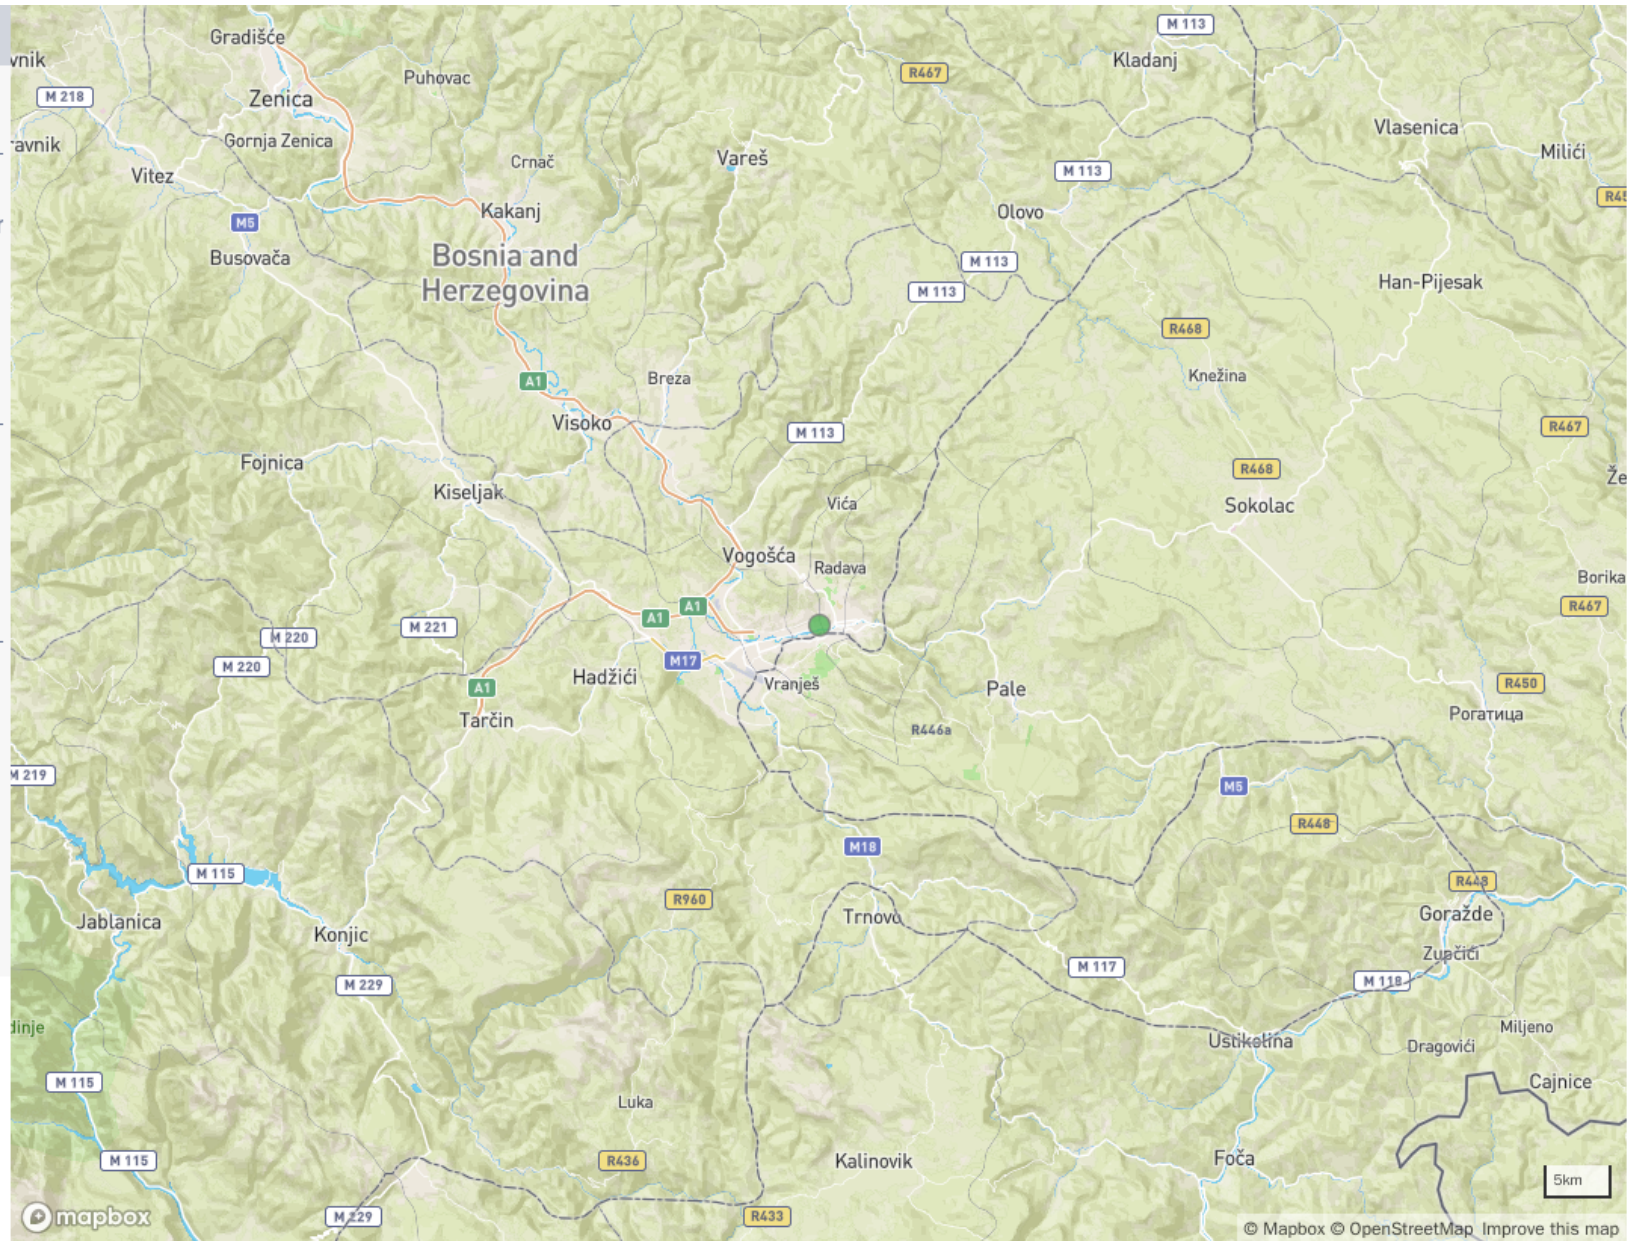 M 113
Gradišće
vnik
Kladanj
R467
Puhovac
M 218
Zenica
Vlasenica
Gornja Zenica
ravnik
Milići
Crnač
Vareš
M 113
Vitez
R45
Kakanj
Olovo
M5
Bosnia and
Herzegovina
Busovača
M 113
Han-Pijesak
M 113
R468
Knežina
Breza
A1
Visoko
R467
M 113
Fojnica
R468
Že
Kiseljak
Vića
Sokolac
Vogošća
Radava
Borika
A1
A1
R467
M 221
M 220
M17
M 220
Hadžići
Vranješ
A1
Pale
R450
Tarčin
Рогатица
R446a
M 219
M5
R448
M18
M 115
R448
R960
Jablanica
Trnovo
Goražde
Konjic
Zupčići
M 117
M 118
M 229
dinje
Miljeno
Ustikolina
Dragovići
M 115
Cajnice
Luka
M 115
R436
Kalinovik
Foča
5km
mapbox
M 229
R433
© Mapbox © OpenStreetMap Improve this map